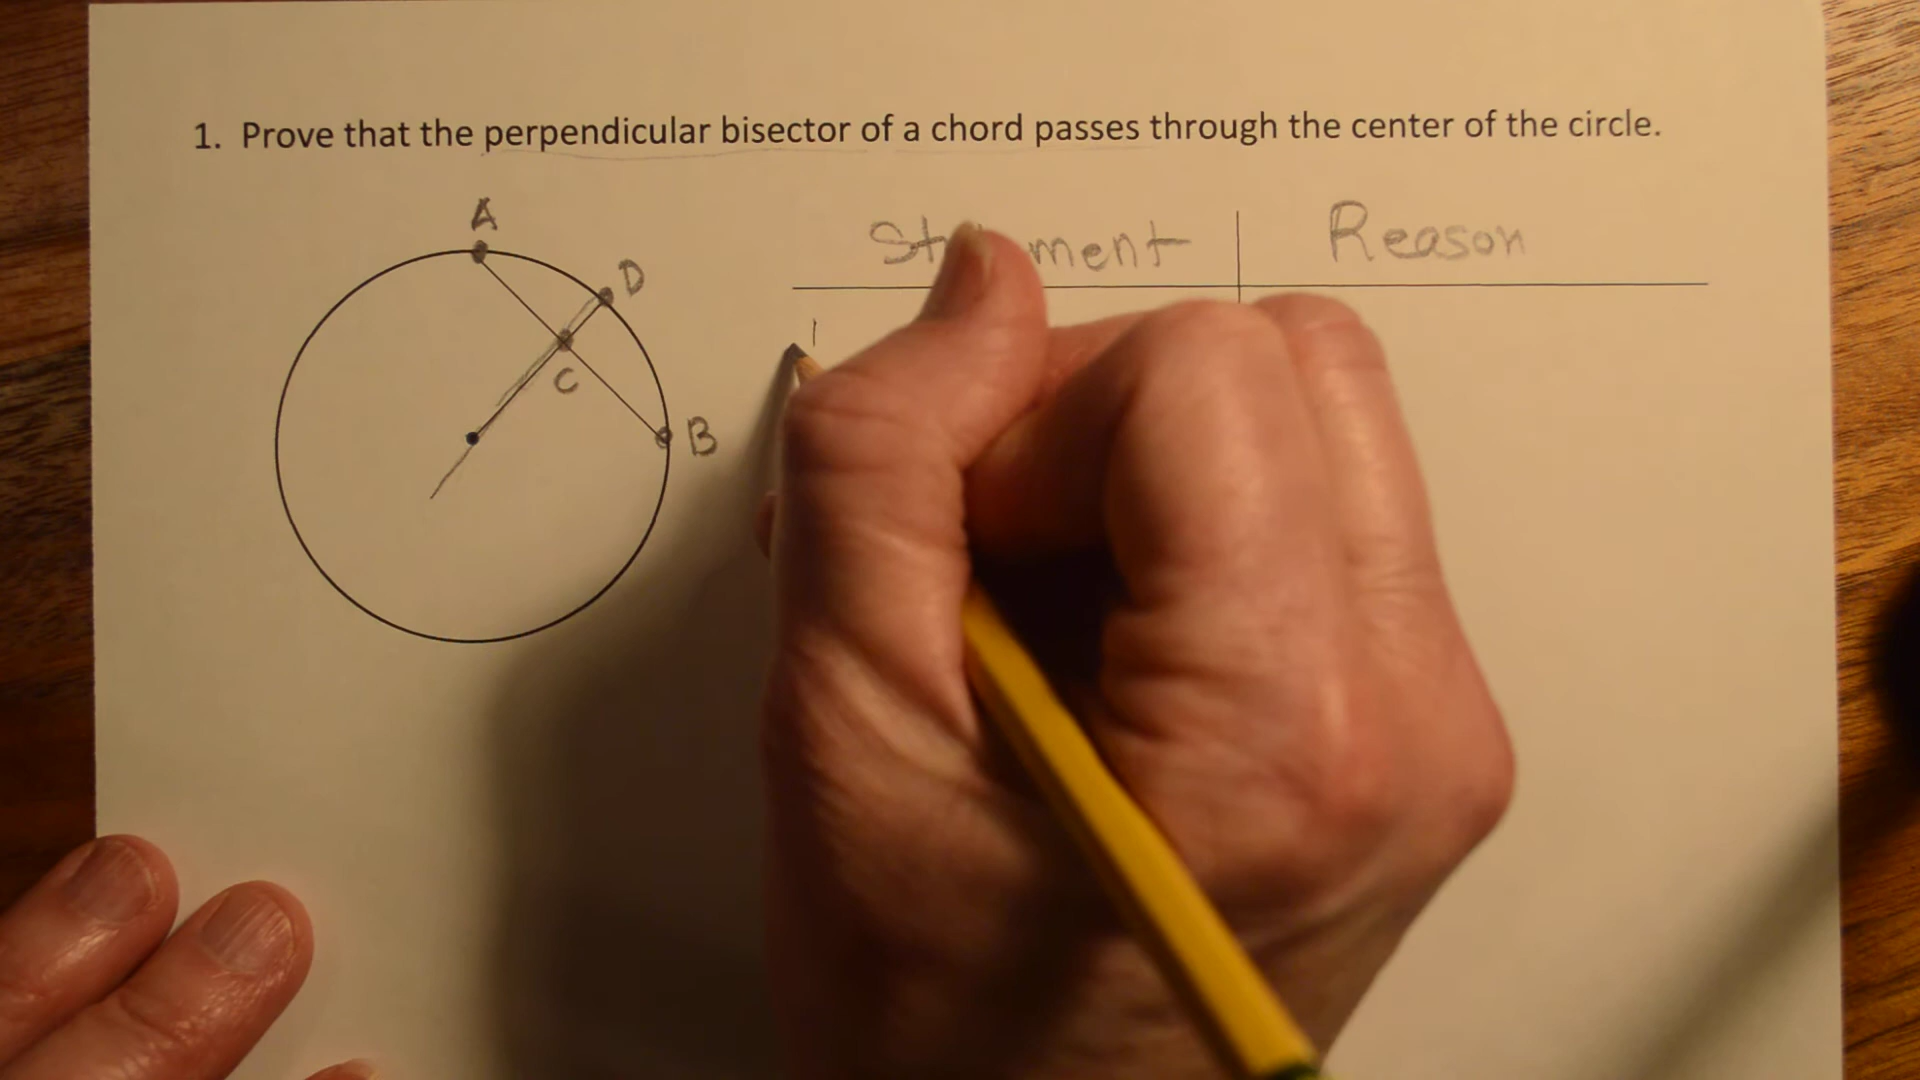 1. Prove that the perpendicular bisector of a chord passes through the center of the circle.
A
D
C
B
Reason